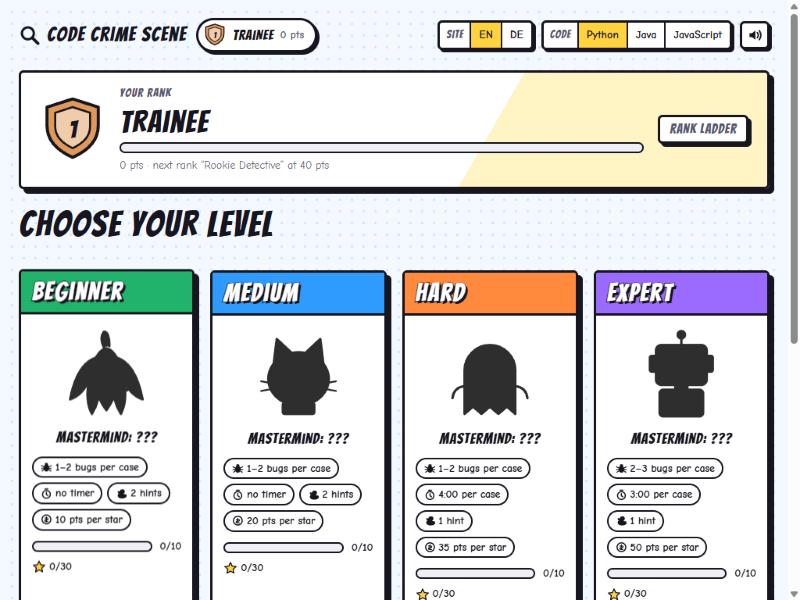 CODE CRIME SCENE 1 TRAINEE 0 pts SITE EN DE CODE Python Java JavaScript
YOUR RANK
1 TRAINEE
RANK LADDER
0 pts · next rank "Rookie Detective" at 40 pts
CHOOSE YOUR LEVEL
BEGINNER
MASTERMIND: ???
1–2 bugs per case
no timer 2 hints
10 pts per star
0/10
0/30
MEDIUM
MASTERMIND: ???
1–2 bugs per case
no timer 2 hints
20 pts per star
0/10
0/30
HARD
MASTERMIND: ???
1–2 bugs per case
4:00 per case
1 hint
35 pts per star
0/10
0/30
EXPERT
MASTERMIND: ???
2–3 bugs per case
3:00 per case
1 hint
50 pts per star
0/10
0/30